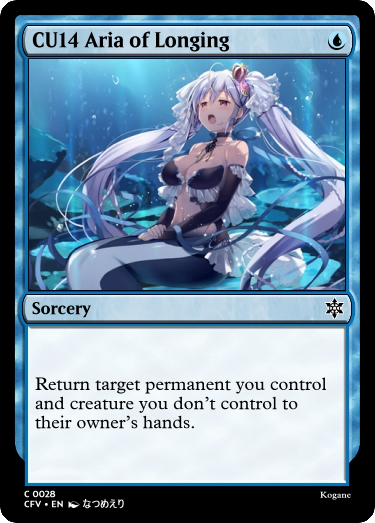 CU14 Aria of Longing
Sorcery
Return target permanent you control
and creature you don't control to
their owner's hands.
C 0028
Kogane
CFV • EN なつめえり